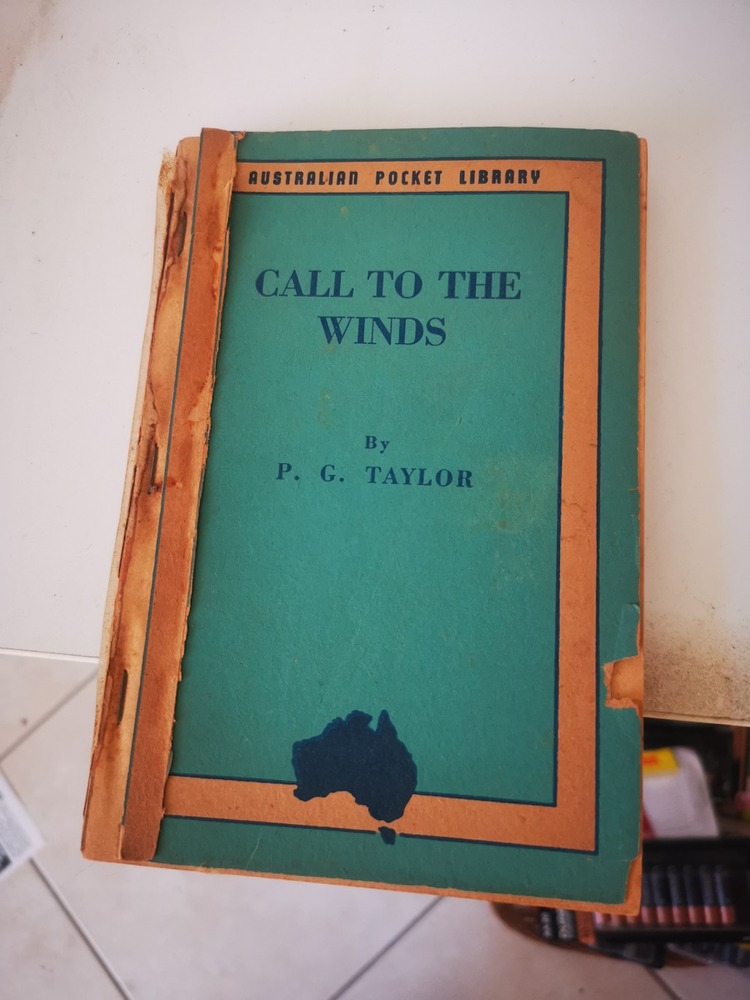 AUSTRALIAN POCKET LIBRARY
CALL TO THE
WINDS
By
P. G. TAYLOR